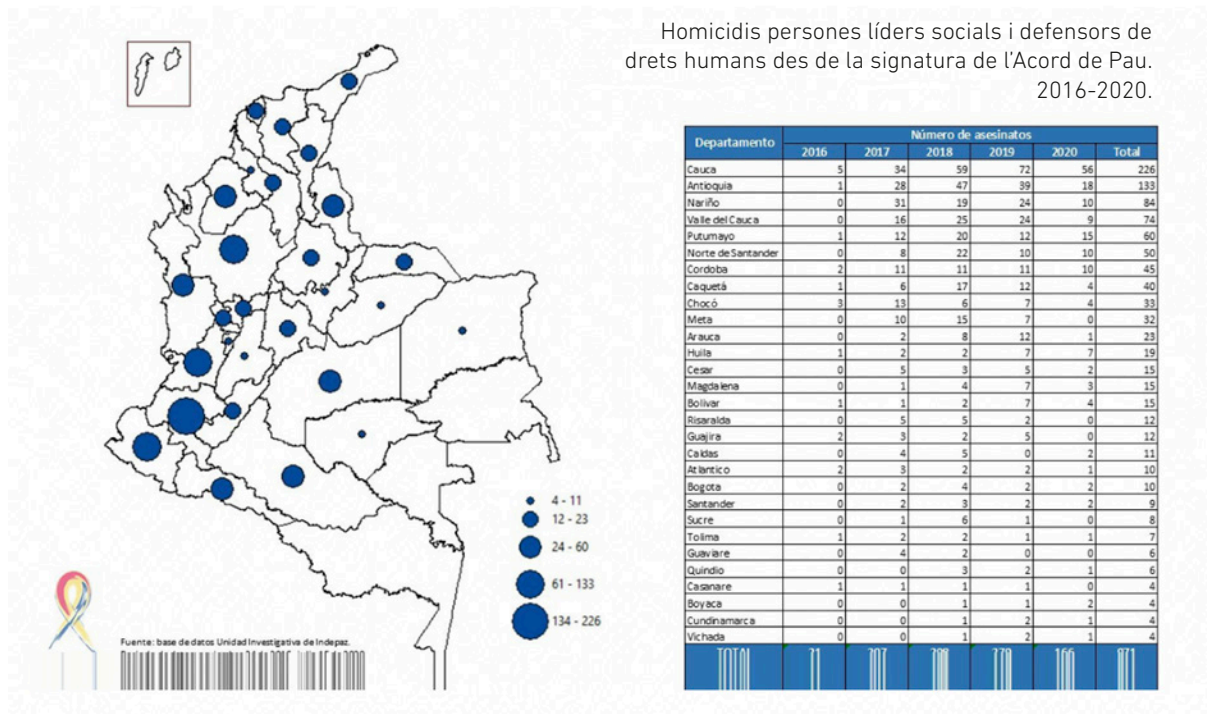 Homicidis persones líders socials i defensors de
drets humans des de la signatura de l'Acord de Pau.
2016-2020.
Departamento Número de asesinatos
2016 2017 2018 2019 2020 Total
Cauca 5 34 59 72 56 226
Antioquia 1 28 47 39 18 133
Nariño 0 31 19 24 10 84
Valle del Cauca 0 16 25 24 9 74
Putumayo 1 12 20 12 15 60
Norte de Santander 0 8 22 10 10 50
Cordoba 2 11 11 11 10 45
Caquetá 1 6 17 12 4 40
Chocó 3 13 6 7 4 33
Meta 0 10 15 7 0 32
Arauca 0 2 8 12 1 23
Huila 1 2 2 7 7 19
Cesar 0 5 3 5 2 15
Magdalena 0 1 4 7 3 15
Bolivar 1 1 2 7 4 15
Risaralda 0 5 5 2 0 12
Guajira 2 3 2 5 0 12
Caldas 0 4 5 0 2 11
Atlantico 2 3 2 2 1 10
Bogota 0 2 4 2 2 10
Santander 0 2 3 2 2 9
Sucre 0 1 6 1 0 8
Tolima 1 2 2 1 1 7
Guaviare 0 4 2 0 0 6
Quindio 0 0 3 2 1 6
Casanare 1 1 1 1 0 4
Boyaca 0 0 1 1 2 4
Cundinamarca 0 0 1 2 1 4
Vichada 0 0 1 2 1 4
TOTAL 21 207 298 279 166 971
4 - 11
12 - 23
24 - 60
61 - 133
134 - 226
Fuente: base de datos Unidad Investigativa de Indepaz.